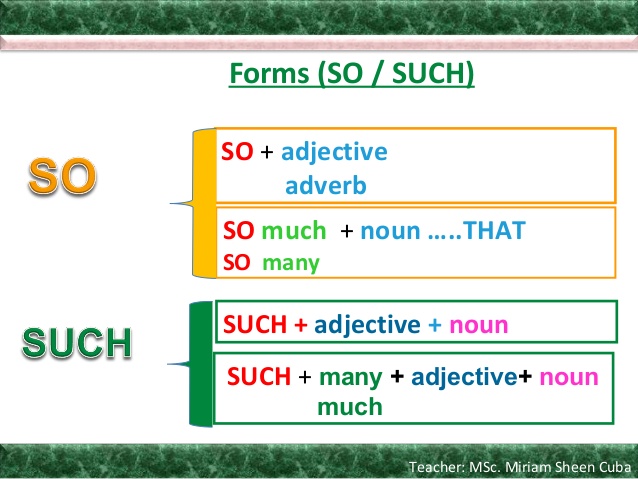 Forms (SO / SUCH)
SO
SO + adjective
adverb
SO much + noun …..THAT
SO many
SUCH
SUCH + adjective + noun
SUCH + many + adjective+ noun
much
Teacher: MSc. Miriam Sheen Cuba